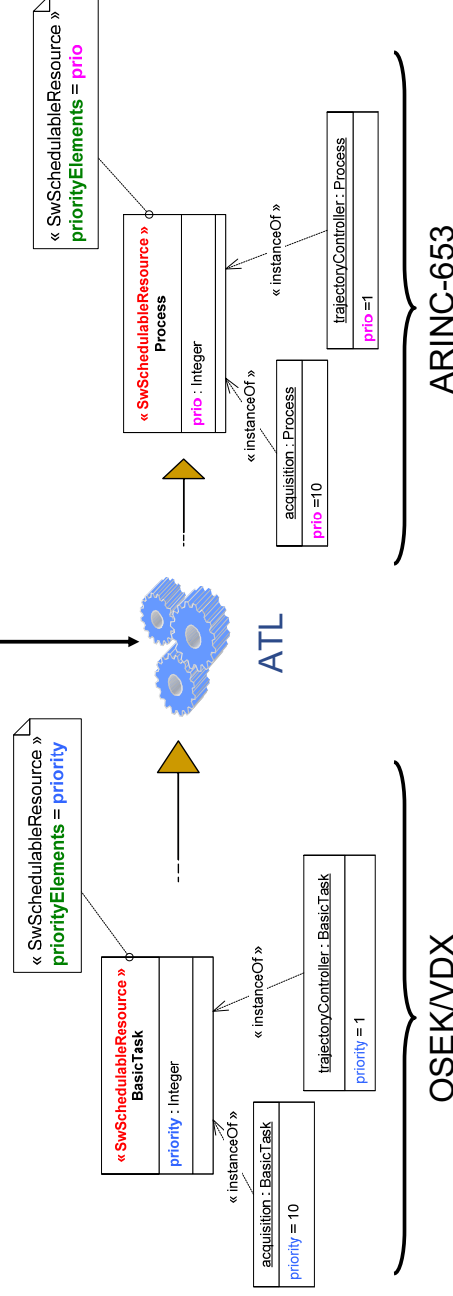 « SwSchedulableResource »
priorityElements = priority
« SwSchedulableResource »
BasicTask
priority : Integer
« instanceOf »
« instanceOf »
acquisition : BasicTask
priority = 10
trajectoryController : BasicTask
priority = 1
OSEK/VDX
ATL
« SwSchedulableResource »
priorityElements = prio
« SwSchedulableResource »
Process
prio : Integer
« instanceOf »
« instanceOf »
acquisition : Process
prio =10
trajectoryController : Process
prio =1
ARINC-653